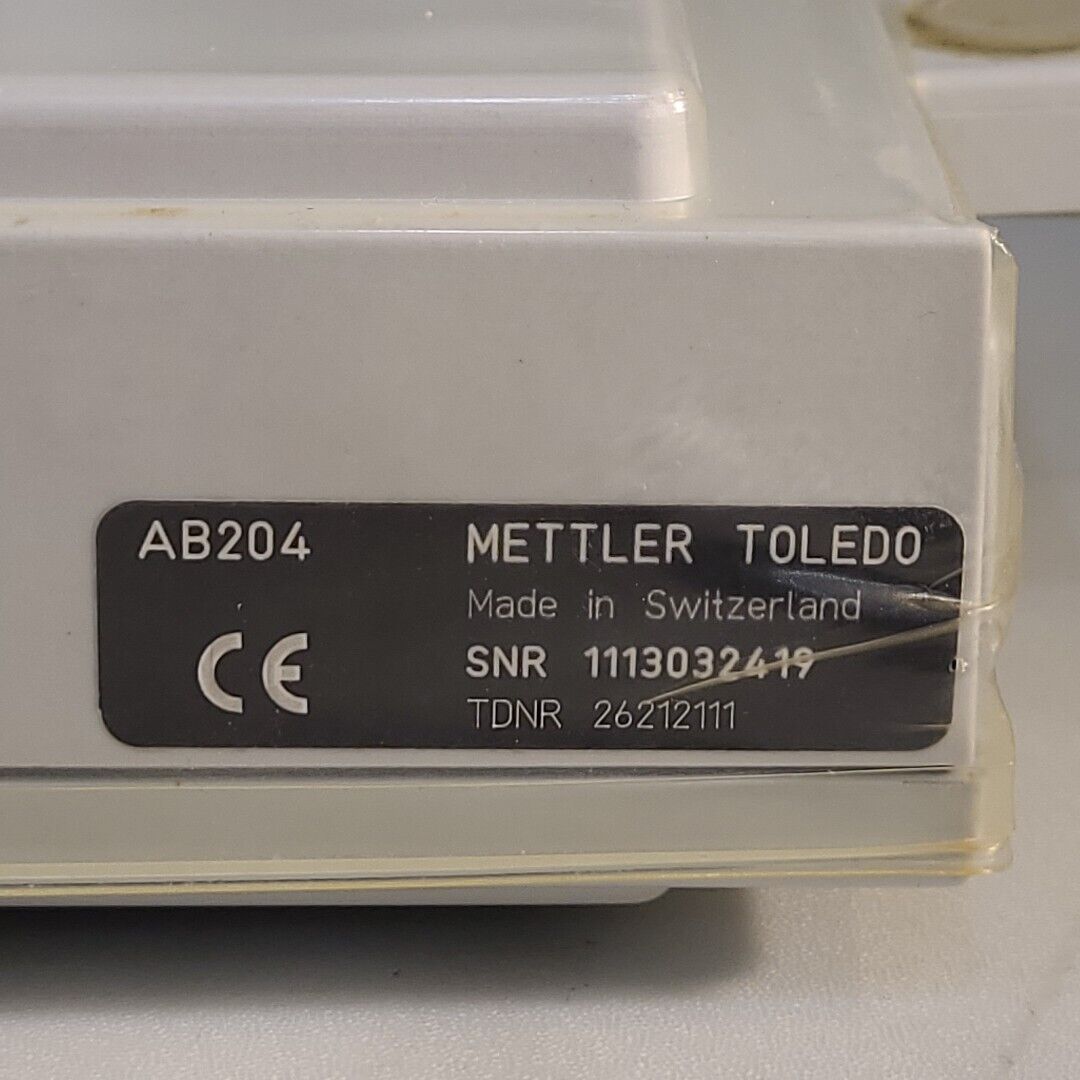 AB204 METTLER TOLEDO
Made in Switzerland
CE SNR 1113032419
TDNR 26212111